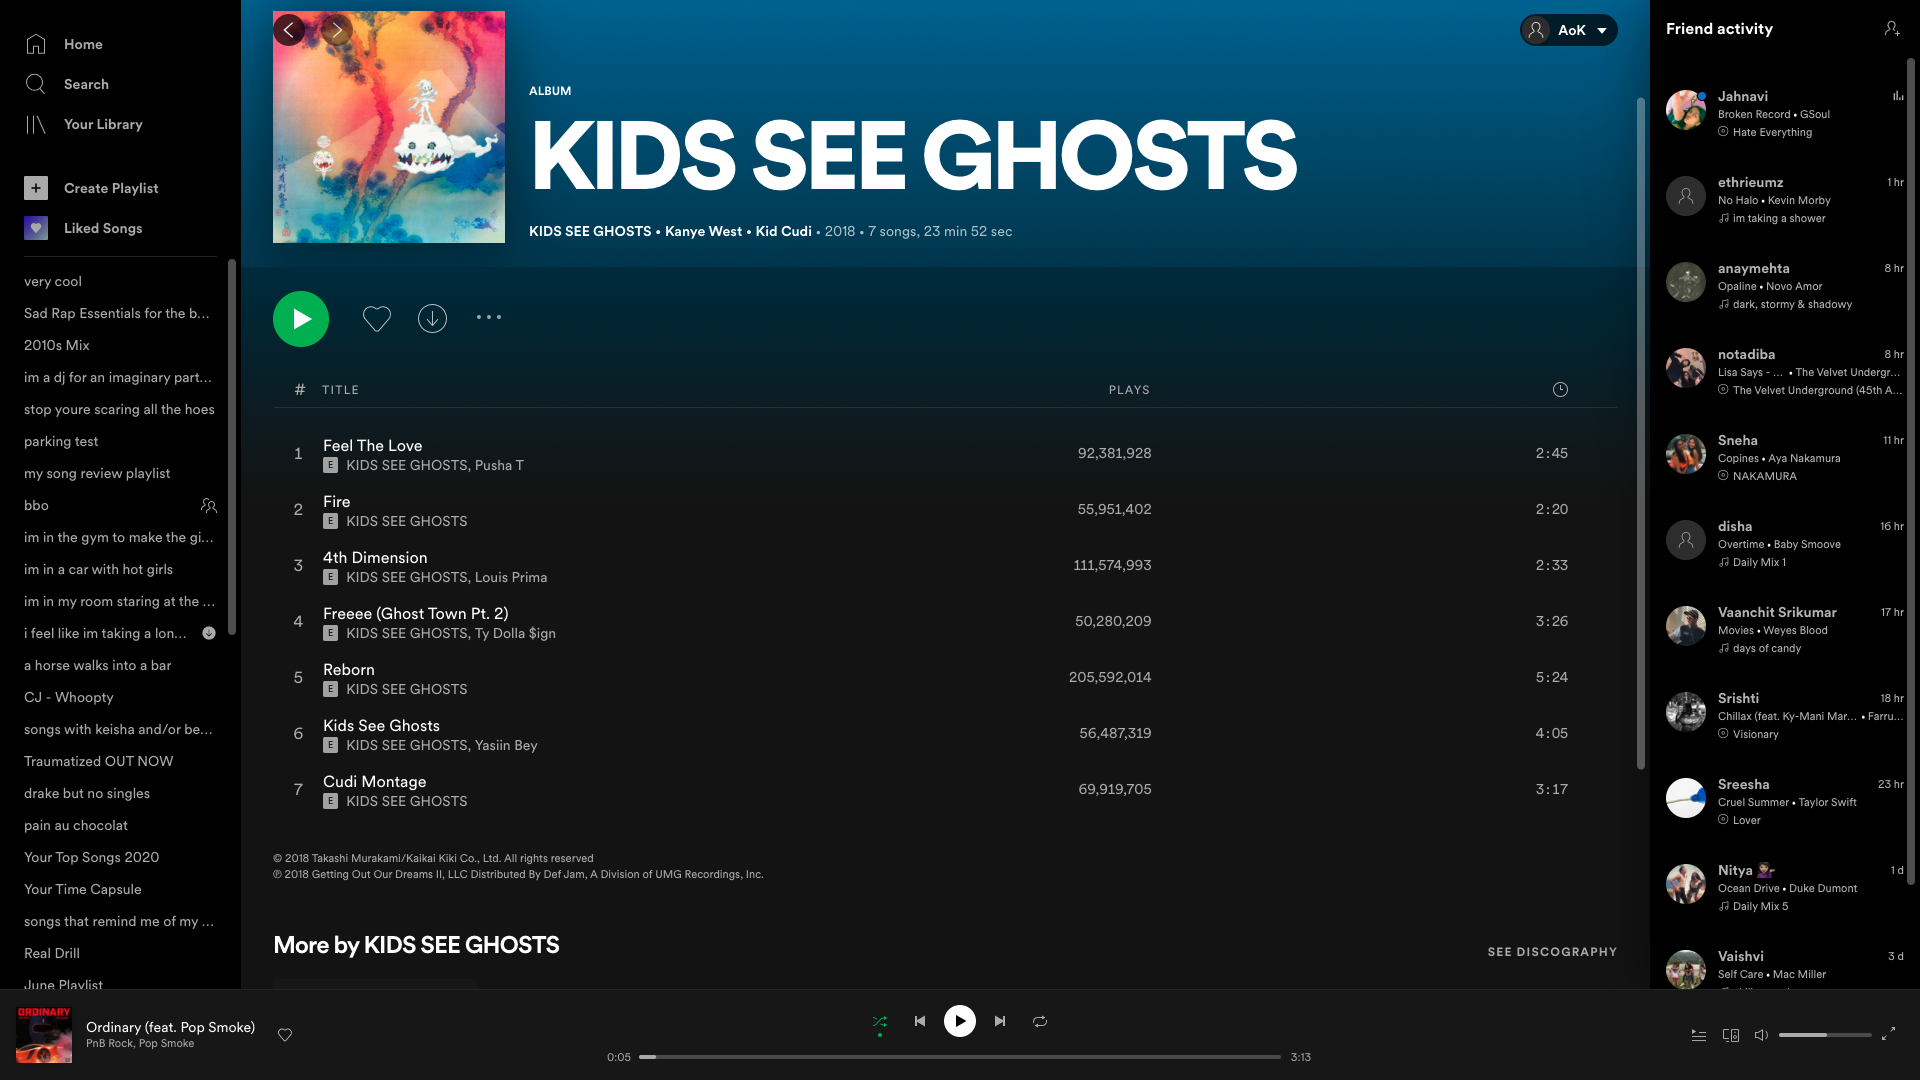 Home
Search
Your Library
Create Playlist
Liked Songs
very cool
Sad Rap Essentials for the b...
2010s Mix
im a dj for an imaginary part...
stop youre scaring all the hoes
parking test
my song review playlist
bbo
im in the gym to make the gi...
im in a car with hot girls
im in my room staring at the ...
i feel like im taking a lon...
a horse walks into a bar
CJ - Whoopty
songs with keisha and/or be...
Traumatized OUT NOW
drake but no singles
pain au chocolat
Your Top Songs 2020
Your Time Capsule
songs that remind me of my ...
Real Drill
June Playlist
AoK
ALBUM
KIDS SEE GHOSTS
KIDS SEE GHOSTS • Kanye West • Kid Cudi • 2018 • 7 songs, 23 min 52 sec
# TITLE PLAYS
1 Feel The Love 92,381,928 2:45
E KIDS SEE GHOSTS, Pusha T
2 Fire 55,951,402 2:20
E KIDS SEE GHOSTS
3 4th Dimension 111,574,993 2:33
E KIDS SEE GHOSTS, Louis Prima
4 Freeee (Ghost Town Pt. 2) 50,280,209 3:26
E KIDS SEE GHOSTS, Ty Dolla $ign
5 Reborn 205,592,014 5:24
E KIDS SEE GHOSTS
6 Kids See Ghosts 56,487,319 4:05
E KIDS SEE GHOSTS, Yasiin Bey
7 Cudi Montage 69,919,705 3:17
E KIDS SEE GHOSTS
© 2018 Takashi Murakami/Kaikai Kiki Co., Ltd. All rights reserved
℗ 2018 Getting Out Our Dreams II, LLC Distributed By Def Jam, A Division of UMG Recordings, Inc.
More by KIDS SEE GHOSTS
SEE DISCOGRAPHY
Friend activity
Jahnavi
Broken Record • GSoul
Hate Everything
ethrieumz 1 hr
No Halo • Kevin Morby
im taking a shower
anaymehta 8 hr
Opaline • Novo Amor
dark, stormy & shadowy
notadiba 8 hr
Lisa Says - ... • The Velvet Undergr...
The Velvet Underground (45th A...
Sneha 11 hr
Copines • Aya Nakamura
NAKAMURA
disha 16 hr
Overtime • Baby Smoove
Daily Mix 1
Vaanchit Srikumar 17 hr
Movies • Weyes Blood
days of candy
Srishti 18 hr
Chillax (feat. Ky-Mani Mar... • Farru...
Visionary
Sreesha 23 hr
Cruel Summer • Taylor Swift
Lover
Nitya 1 d
Ocean Drive • Duke Dumont
Daily Mix 5
Vaishvi 3 d
Self Care • Mac Miller
ORDINARY
Ordinary (feat. Pop Smoke)
PnB Rock, Pop Smoke
0:05 3:13